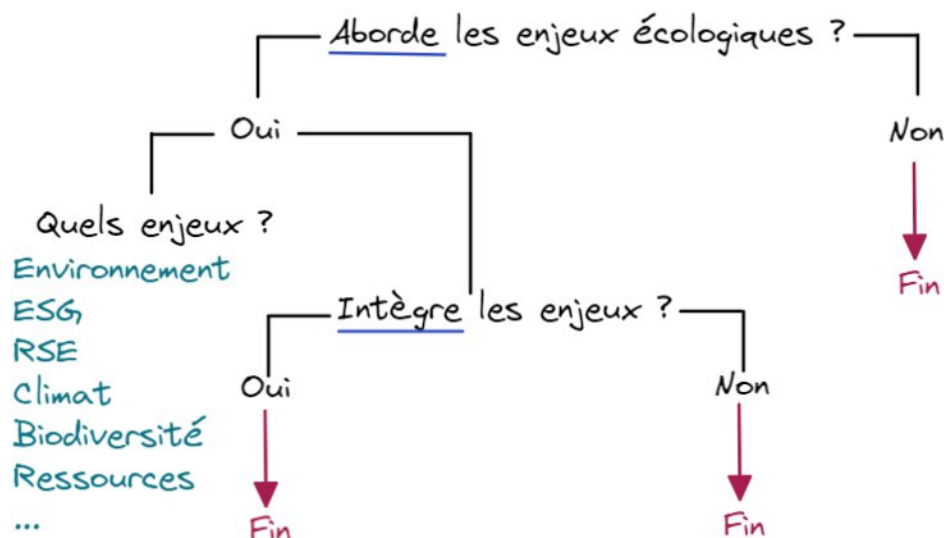 Aborde les enjeux écologiques ?
Oui
Non
Quels enjeux ?
Fin
Environnement
ESG
RSE
Climat
Biodiversité
Ressources
...
Intègre les enjeux ?
Oui
Non
Fin
Fin